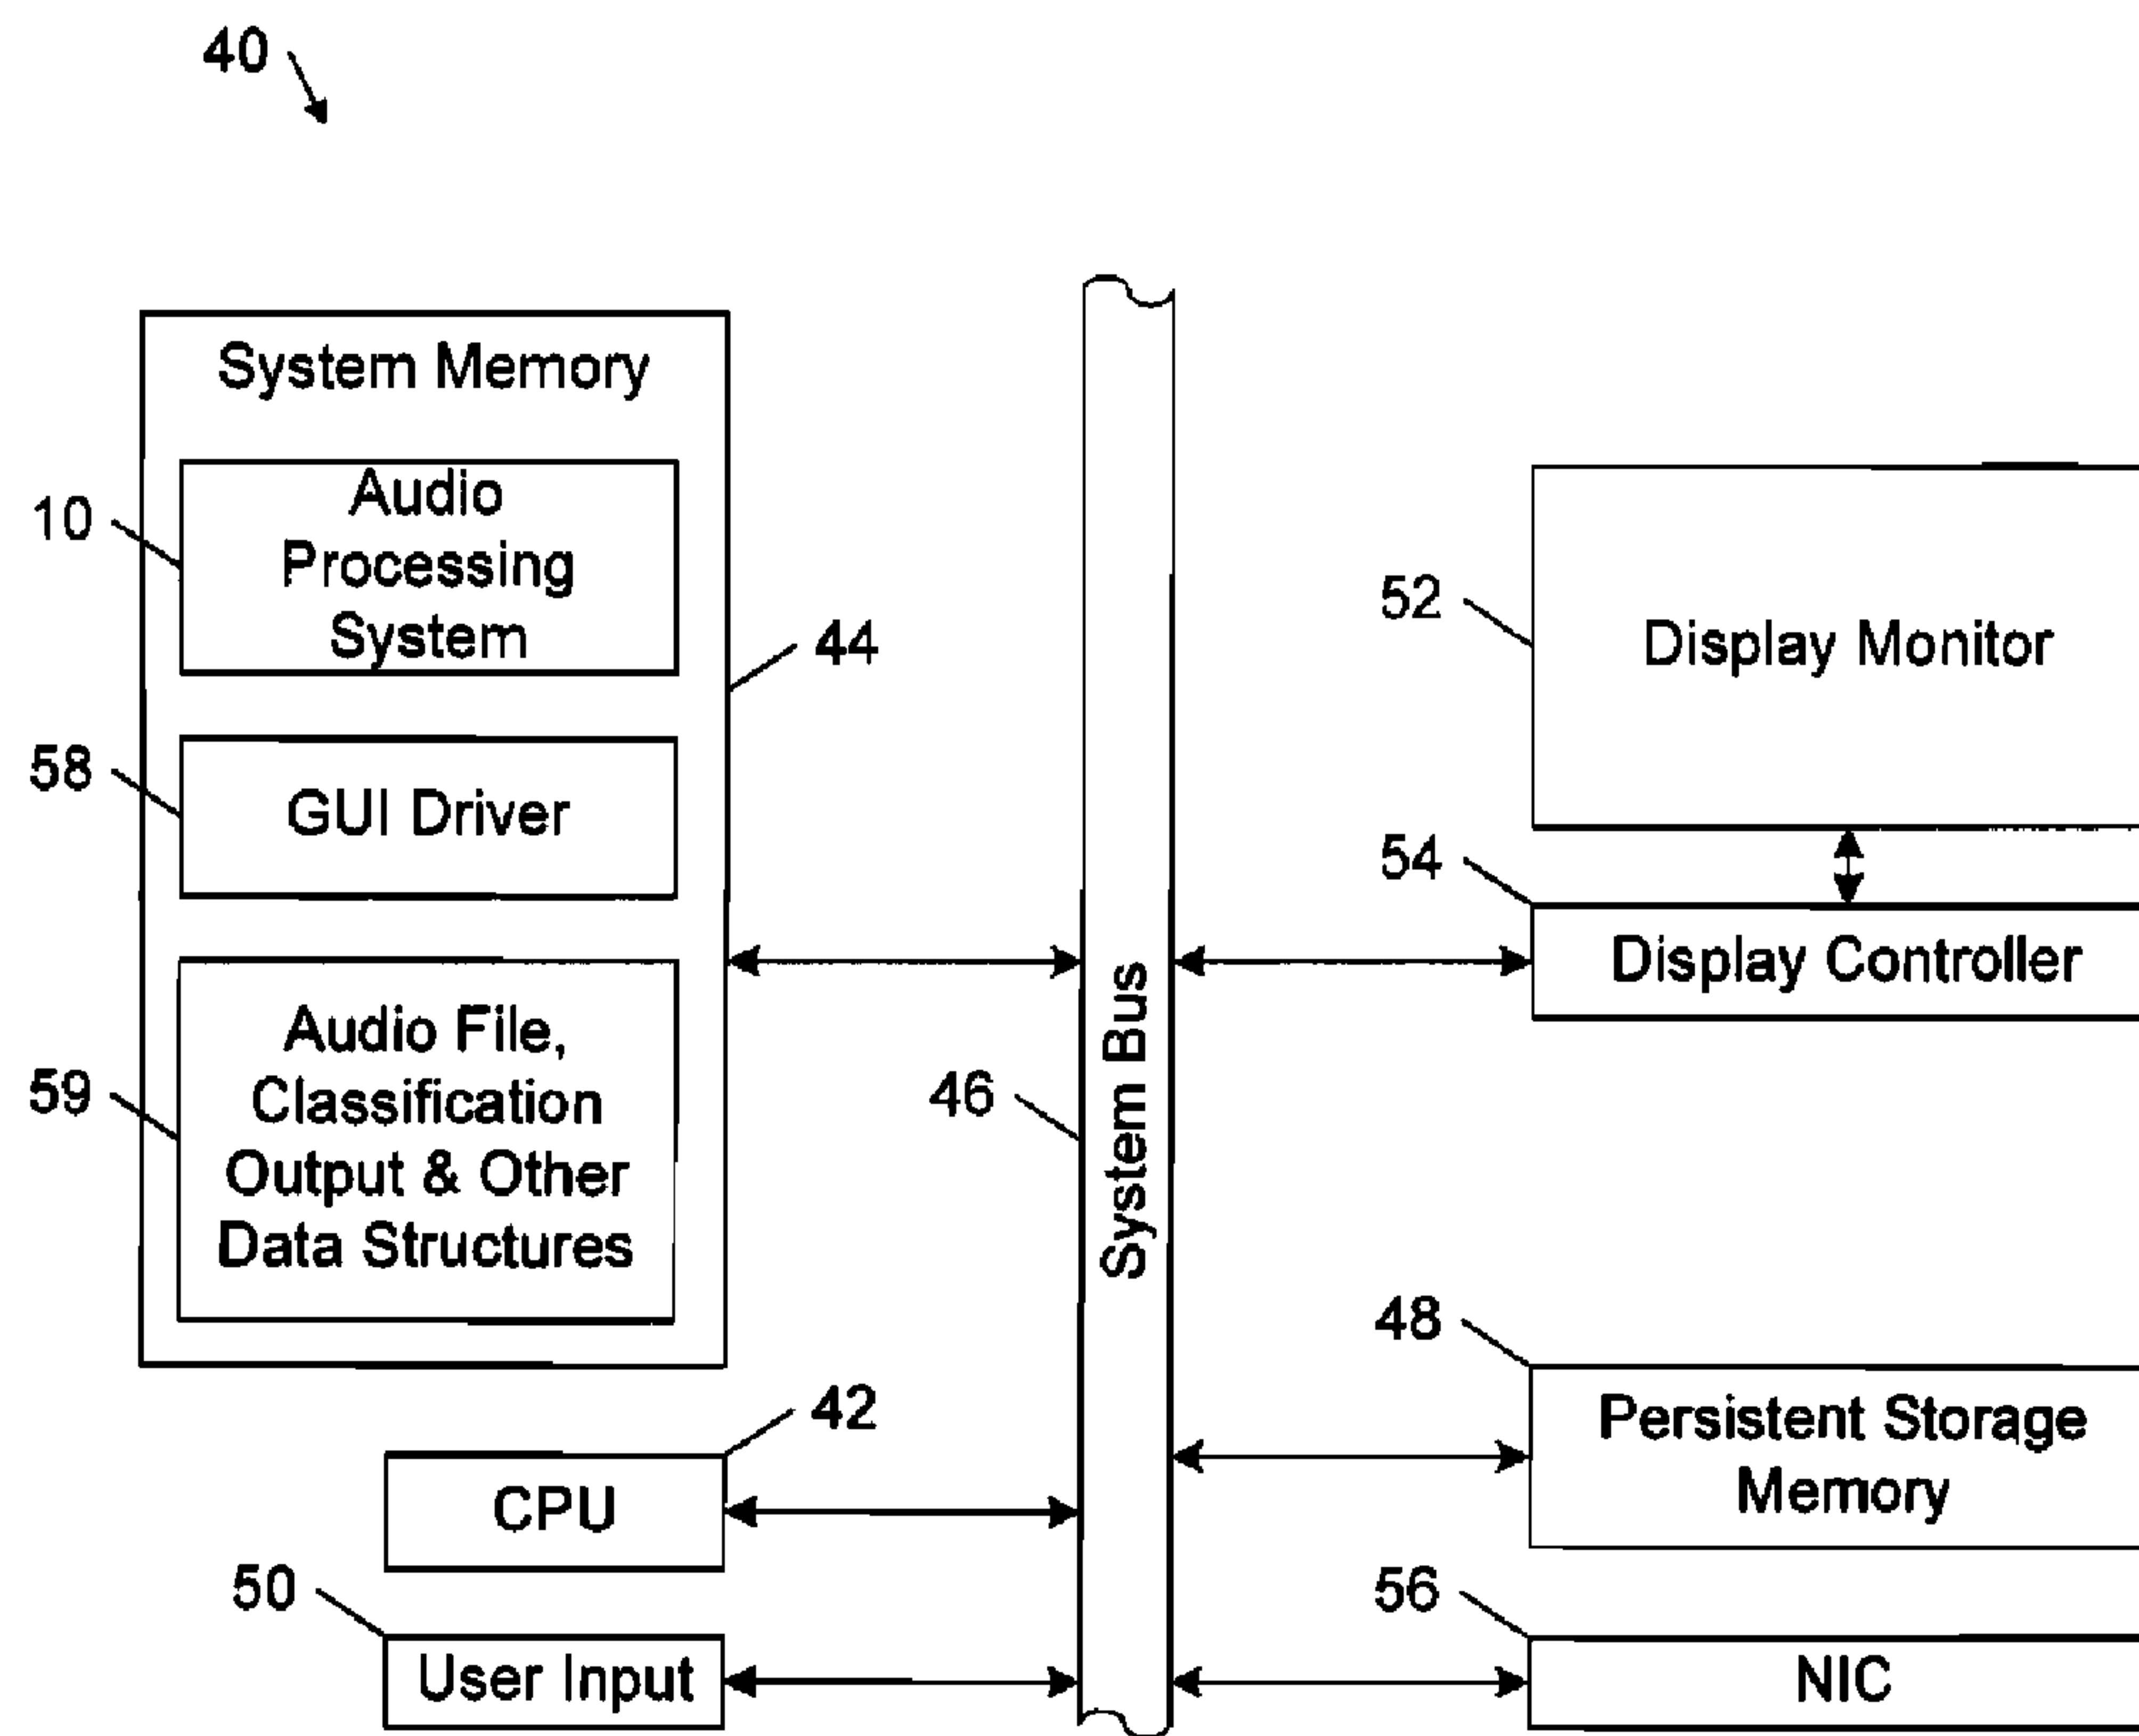 40
System Memory
10
Audio
Processing
System
44
58
GUI Driver
59
Audio File,
Classification
Output & Other
Data Structures
42
CPU
50
User Input
46
System Bus
52
Display Monitor
54
Display Controller
48
Persistent Storage
Memory
56
NIC